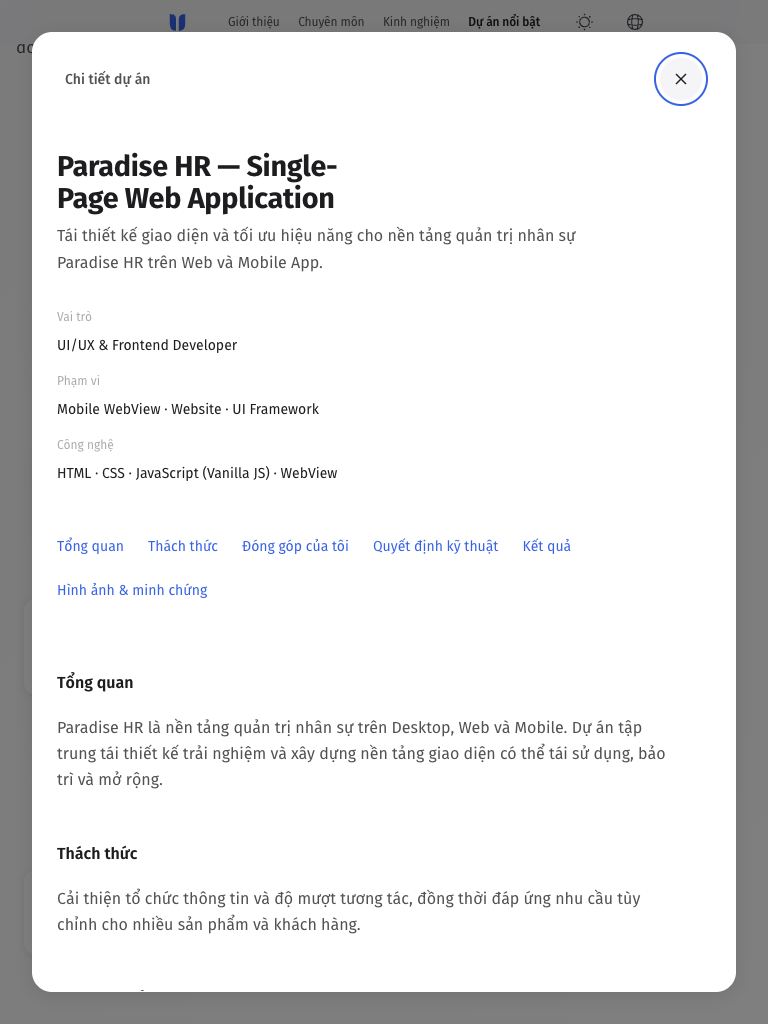 Giới thiệu Chuyên môn Kinh nghiệm Dự án nổi bật
Chi tiết dự án
Paradise HR — Single-
Page Web Application
Tái thiết kế giao diện và tối ưu hiệu năng cho nền tảng quản trị nhân sự
Paradise HR trên Web và Mobile App.
Vai trò
UI/UX & Frontend Developer
Phạm vi
Mobile WebView · Website · UI Framework
Công nghệ
HTML · CSS · JavaScript (Vanilla JS) · WebView
Tổng quan Thách thức Đóng góp của tôi Quyết định kỹ thuật Kết quả
Hình ảnh & minh chứng
Tổng quan
Paradise HR là nền tảng quản trị nhân sự trên Desktop, Web và Mobile. Dự án tập
trung tái thiết kế trải nghiệm và xây dựng nền tảng giao diện có thể tái sử dụng, bảo
trì và mở rộng.
Thách thức
Cải thiện tổ chức thông tin và độ mượt tương tác, đồng thời đáp ứng nhu cầu tùy
chỉnh cho nhiều sản phẩm và khách hàng.